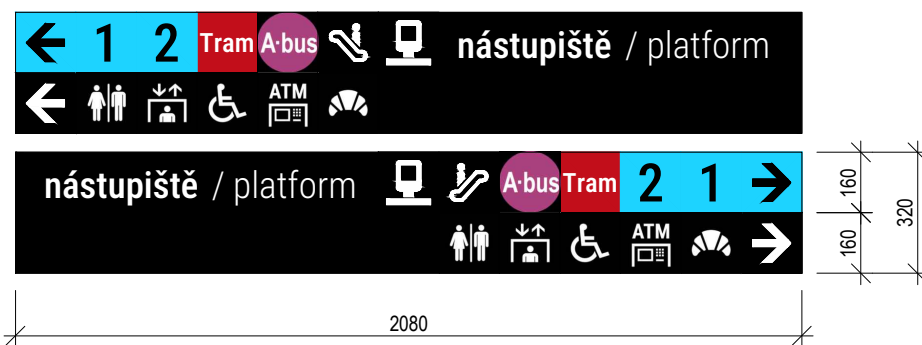 1 2 Tram A·bus nástupiště / platform
ATM
nástupiště / platform A·bus Tram 2 1
ATM
160
160
320
2080